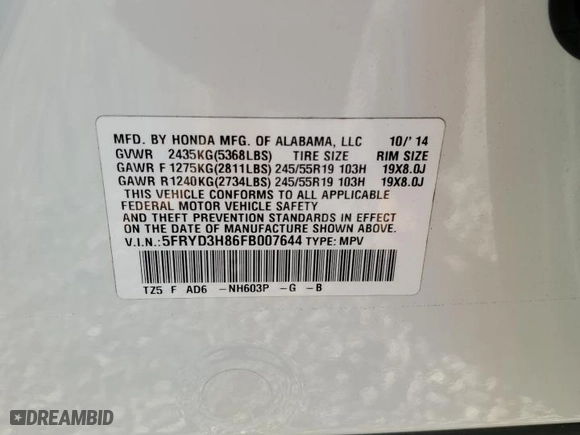 MFD. BY HONDA MFG. OF ALABAMA, LLC 10/'14
GVWR 2435KG(5368LBS) TIRE SIZE RIM SIZE
GAWR F 1275KG(2811LBS) 245/55R19 103H 19X8.0J
GAWR R1240KG(2734LBS) 245/55R19 103H 19X8.0J
THIS VEHICLE CONFORMS TO ALL APPLICABLE
FEDERAL MOTOR VEHICLE SAFETY
AND THEFT PREVENTION STANDARDS IN EFFECT
ON THE DATE OF MANUFACTURE SHOWN ABOVE.
V.I.N.:5FRYD3H86FB007644 TYPE: MPV
TZ5 F AD6 -NH603P -G -B
DREAMBID